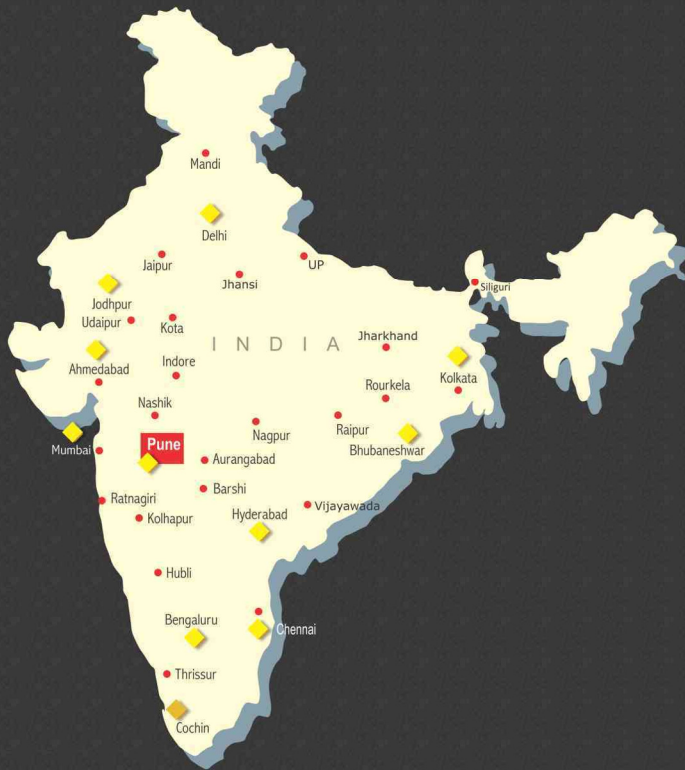 Mandi
Delhi
Jaipur
UP
Jhansi
Jodhpur
Siliguri
Udaipur
Kota
INDIA
Jharkhand
Ahmedabad
Indore
Kolkata
Rourkela
Nashik
Raipur
Nagpur
Pune
Mumbai
Bhubaneshwar
Aurangabad
Barshi
Ratnagiri
Vijayawada
Kolhapur
Hyderabad
Hubli
Bengaluru
Chennai
Thrissur
Cochin